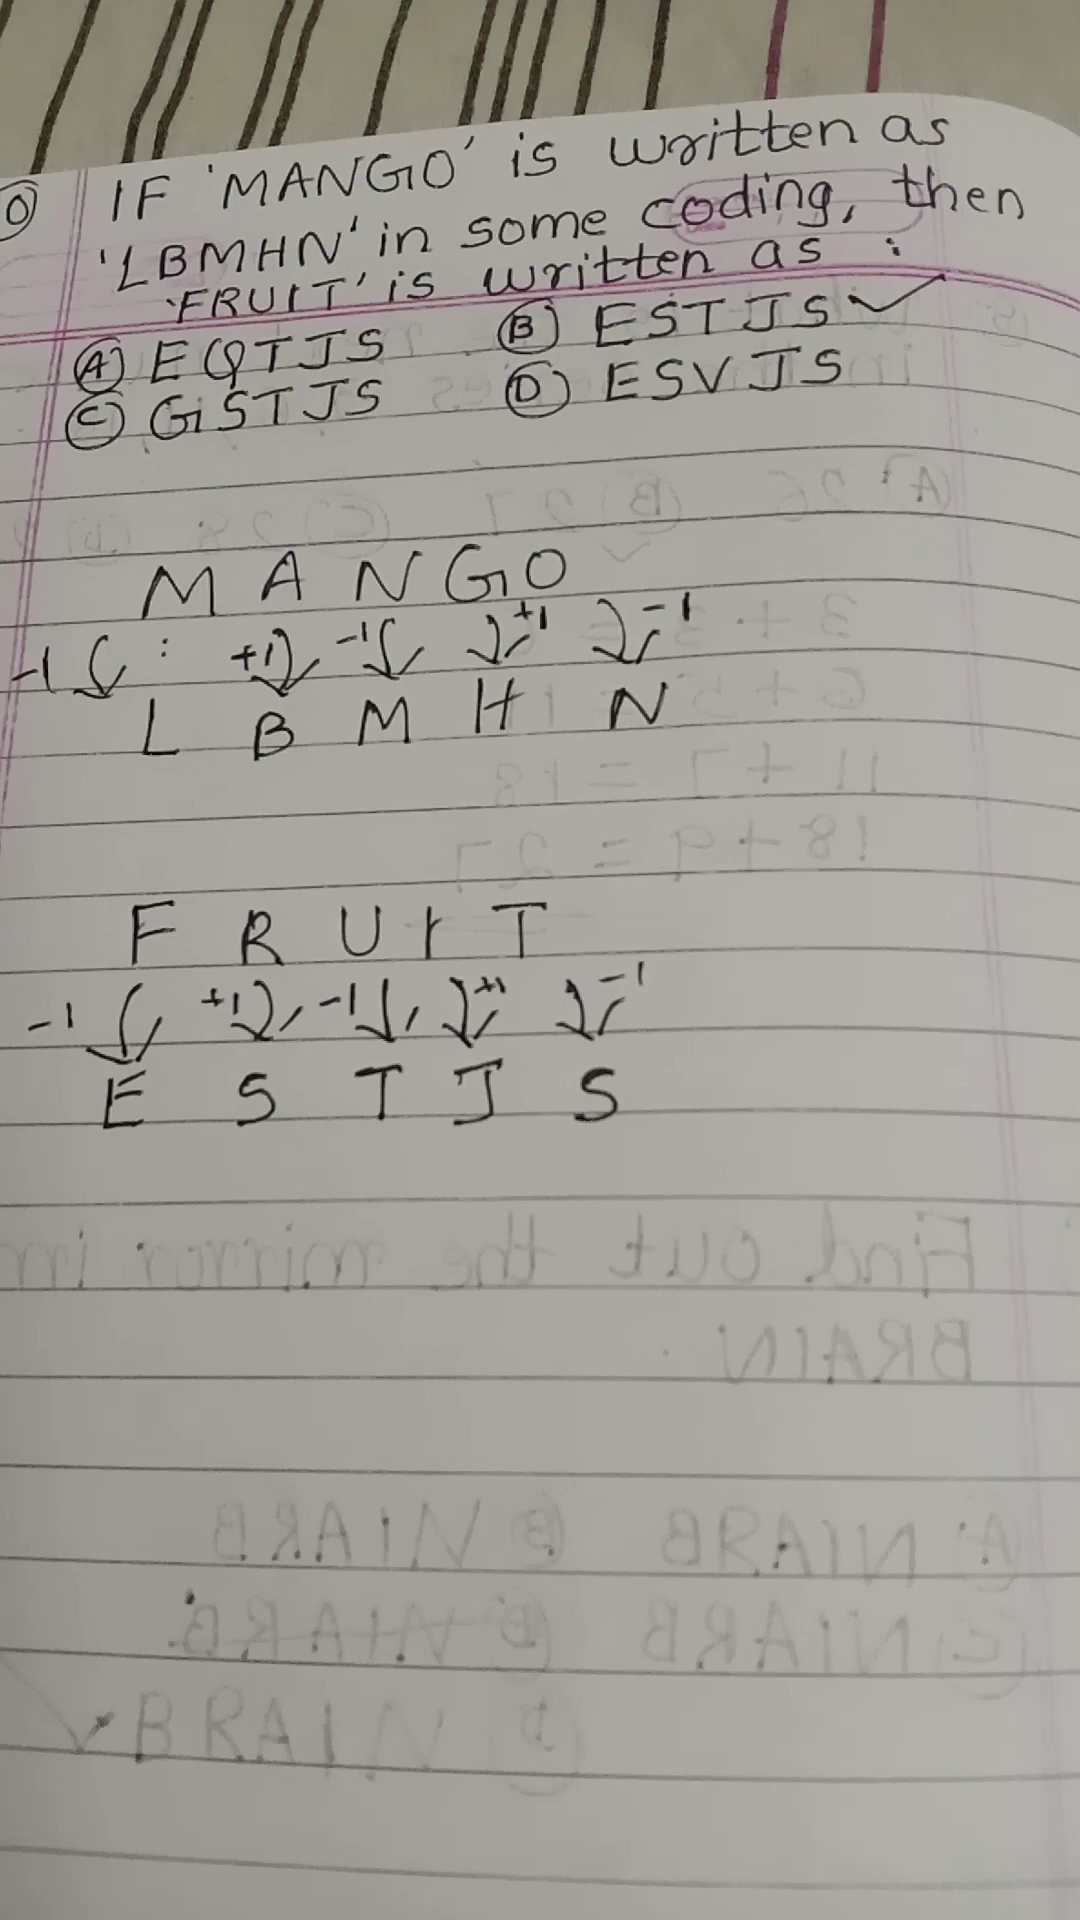 IF 'MANGO' is written as
'LBMHN' in some coding, then
'FRUIT' is written as :
(A) EQTJS (B) ESTJS ✓
(C) GSTJS (D) ESVJS
M A N G O
-1 +1 -1 +1 -1
L B M H N
F R U I T
-1 +1 -1 +1 -1
E S T J S